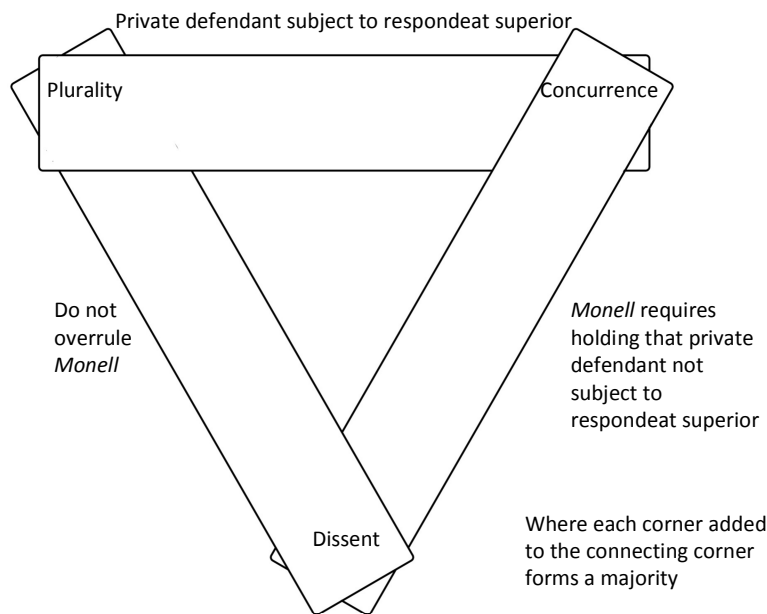 Private defendant subject to respondeat superior
Plurality
Concurrence
Do not
overrule
Monell
Monell requires
holding that private
defendant not
subject to
respondeat superior
Dissent
Where each corner added
to the connecting corner
forms a majority